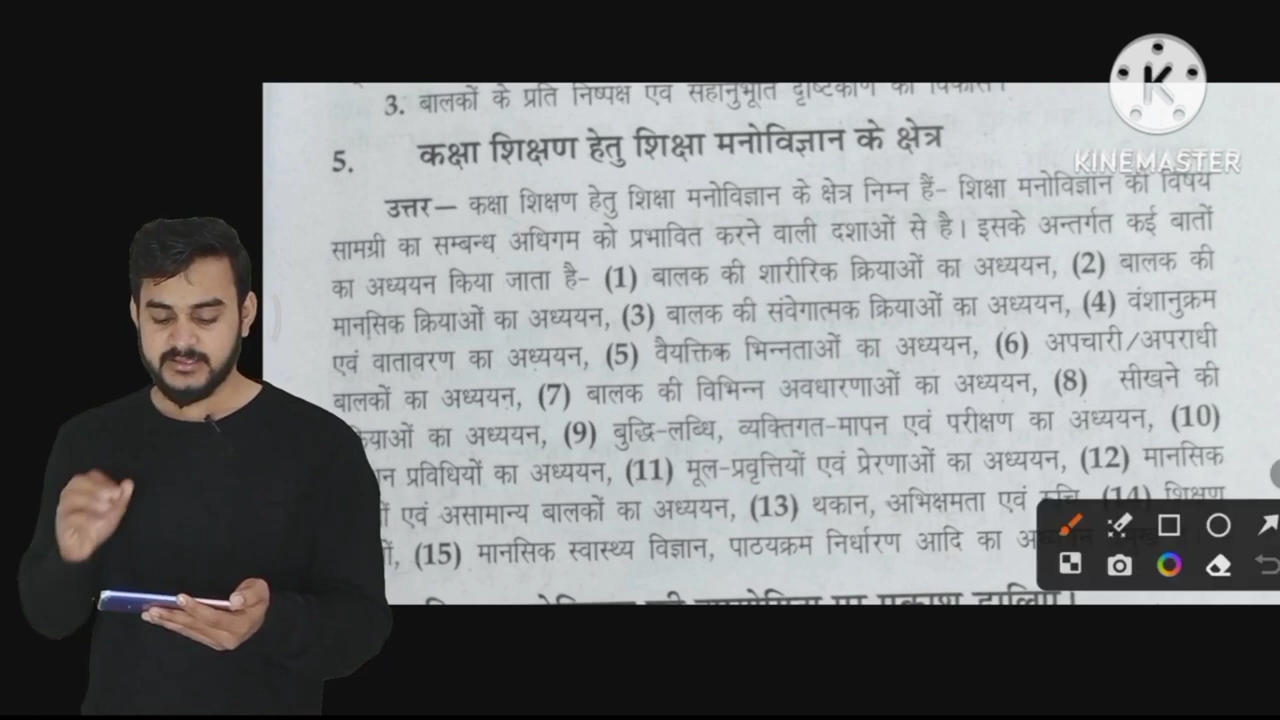 3. बालकों के प्रति निष्पक्ष एवं सहानुभूति दृष्टिकोण का विकास।
5. कक्षा शिक्षण हेतु शिक्षा मनोविज्ञान के क्षेत्र
KINEMASTER
उत्तर— कक्षा शिक्षण हेतु शिक्षा मनोविज्ञान के क्षेत्र निम्न हैं- शिक्षा मनोविज्ञान की विषय
सामग्री का सम्बन्ध अधिगम को प्रभावित करने वाली दशाओं से है। इसके अन्तर्गत कई बातों
का अध्ययन किया जाता है- (1) बालक की शारीरिक क्रियाओं का अध्ययन, (2) बालक की
मानसिक क्रियाओं का अध्ययन, (3) बालक की संवेगात्मक क्रियाओं का अध्ययन, (4) वंशानुक्रम
एवं वातावरण का अध्ययन, (5) वैयक्तिक भिन्नताओं का अध्ययन, (6) अपचारी/अपराधी
बालकों का अध्ययन, (7) बालक की विभिन्न अवधारणाओं का अध्ययन, (8) सीखने की
का अध्ययन, (9) बुद्धि-लब्धि, व्यक्तिगत-मापन एवं परीक्षण का अध्ययन, (10)
प्रविधियों का अध्ययन, (11) मूल-प्रवृत्तियों एवं प्रेरणाओं का अध्ययन, (12) मानसिक
एवं असामान्य बालकों का अध्ययन, (13) थकान, अभिक्षमता एवं (14) शिक्षण
(15) मानसिक स्वास्थ्य विज्ञान, पाठयक्रम निर्धारण आदि का
प्रकाश डालिए।